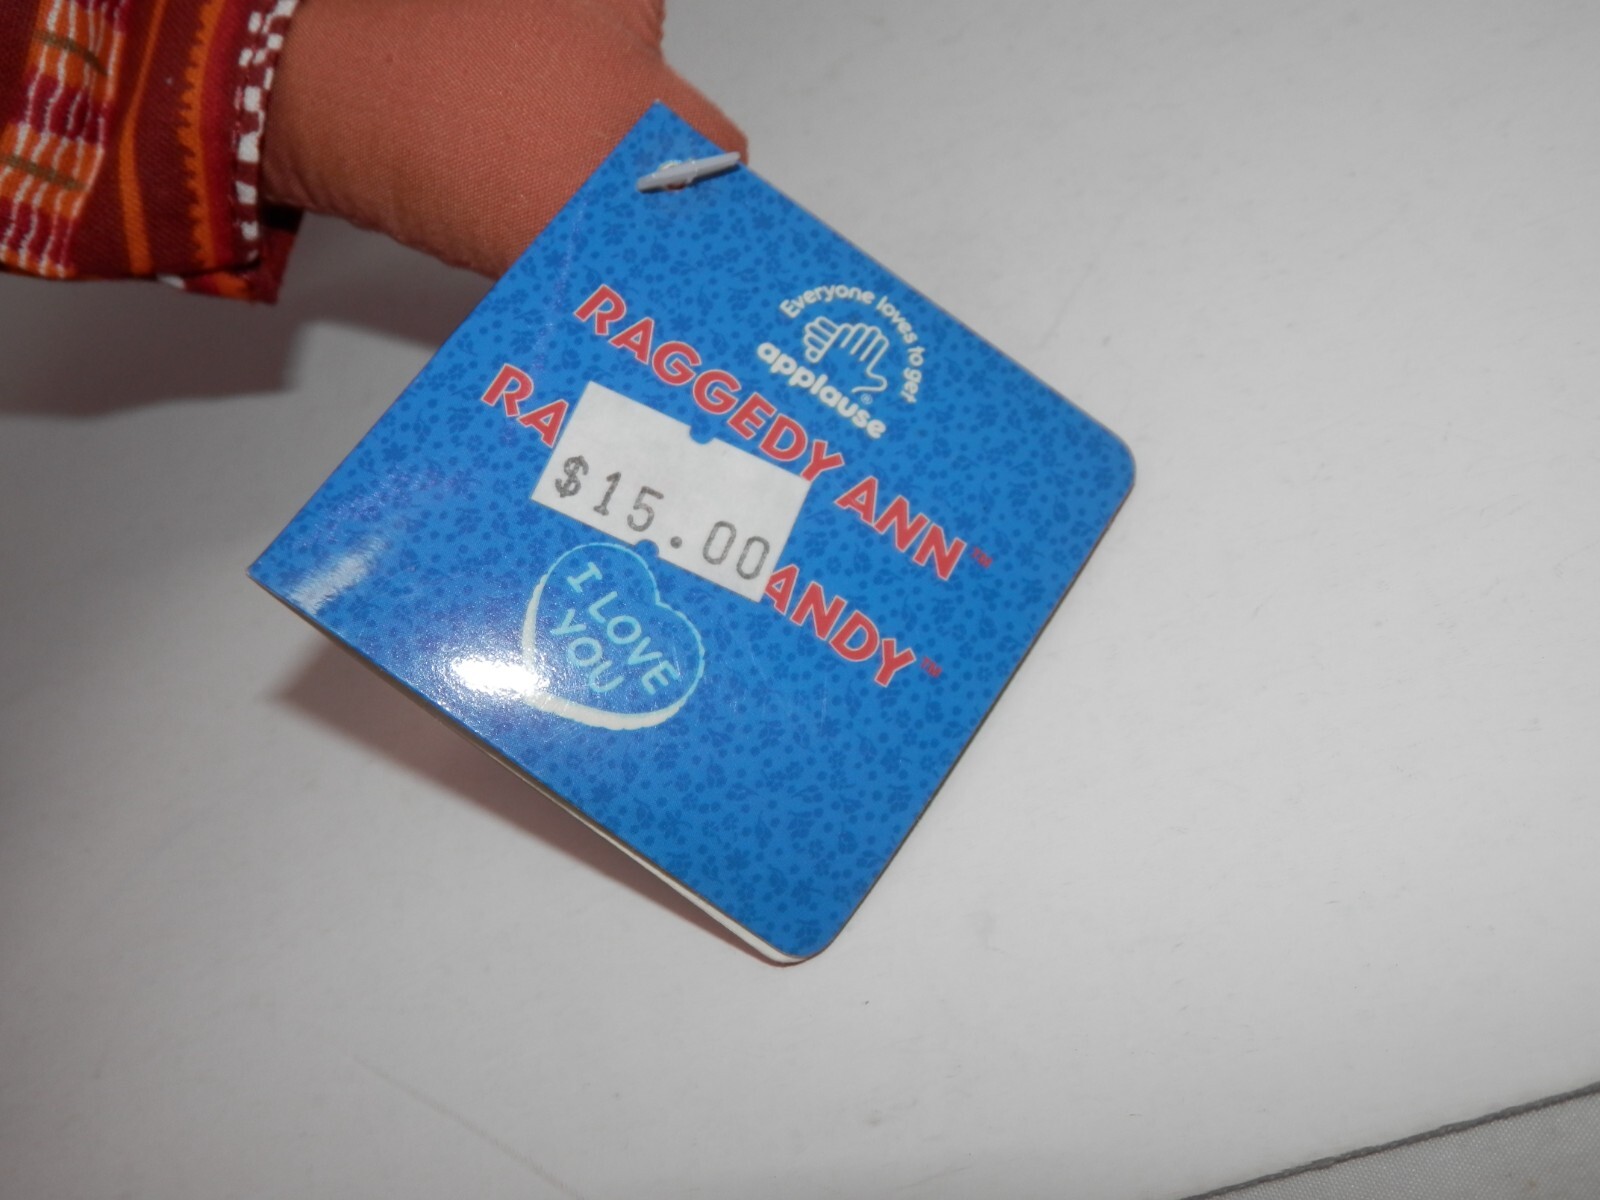 Everyone loves to get
applause®
RAGGEDY ANN™
RA ANDY™
$15.00
I LOVE
YOU